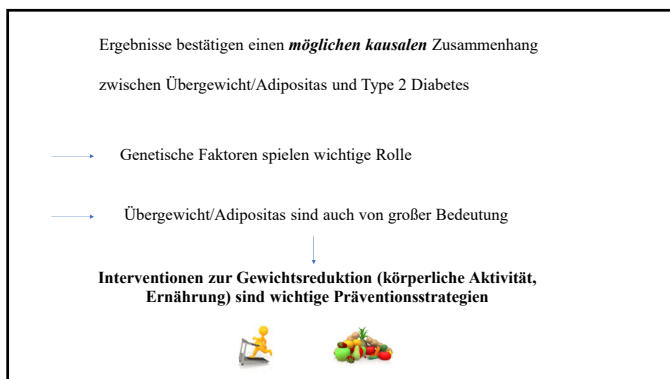 Ergebnisse bestätigen einen möglichen kausalen Zusammenhang
zwischen Übergewicht/Adipositas und Type 2 Diabetes
Genetische Faktoren spielen wichtige Rolle
Übergewicht/Adipositas sind auch von großer Bedeutung
Interventionen zur Gewichtsreduktion (körperliche Aktivität,
Ernährung) sind wichtige Präventionsstrategien